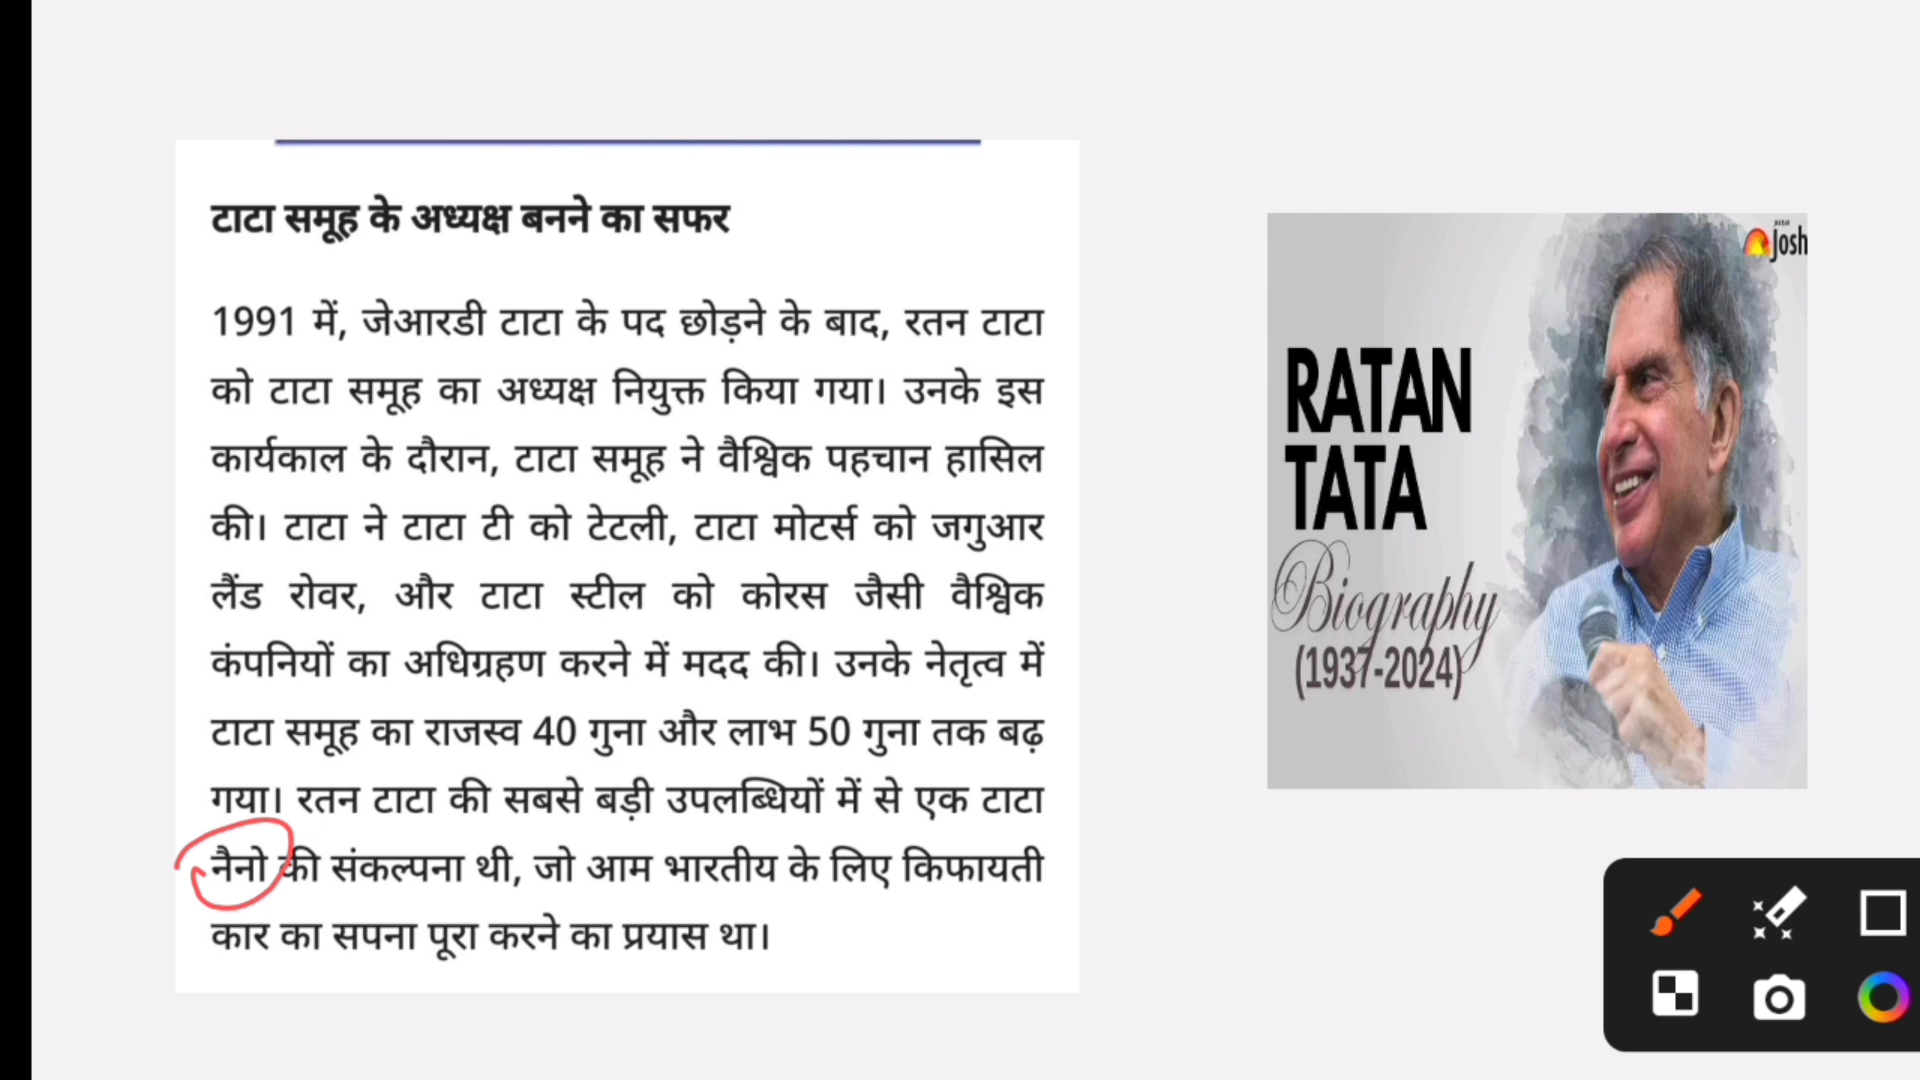 टाटा समूह के अध्यक्ष बनने का सफर
1991 में, जेआरडी टाटा के पद छोड़ने के बाद, रतन टाटा
को टाटा समूह का अध्यक्ष नियुक्त किया गया। उनके इस
कार्यकाल के दौरान, टाटा समूह ने वैश्विक पहचान हासिल
की। टाटा ने टाटा टी को टेटली, टाटा मोटर्स को जगुआर
लैंड रोवर, और टाटा स्टील को कोरस जैसी वैश्विक
कंपनियों का अधिग्रहण करने में मदद की। उनके नेतृत्व में
टाटा समूह का राजस्व 40 गुना और लाभ 50 गुना तक बढ़
गया। रतन टाटा की सबसे बड़ी उपलब्धियों में से एक टाटा
नैनो की संकल्पना थी, जो आम भारतीय के लिए किफायती
कार का सपना पूरा करने का प्रयास था।
Josh
RATAN
TATA
Biography
(1937-2024)